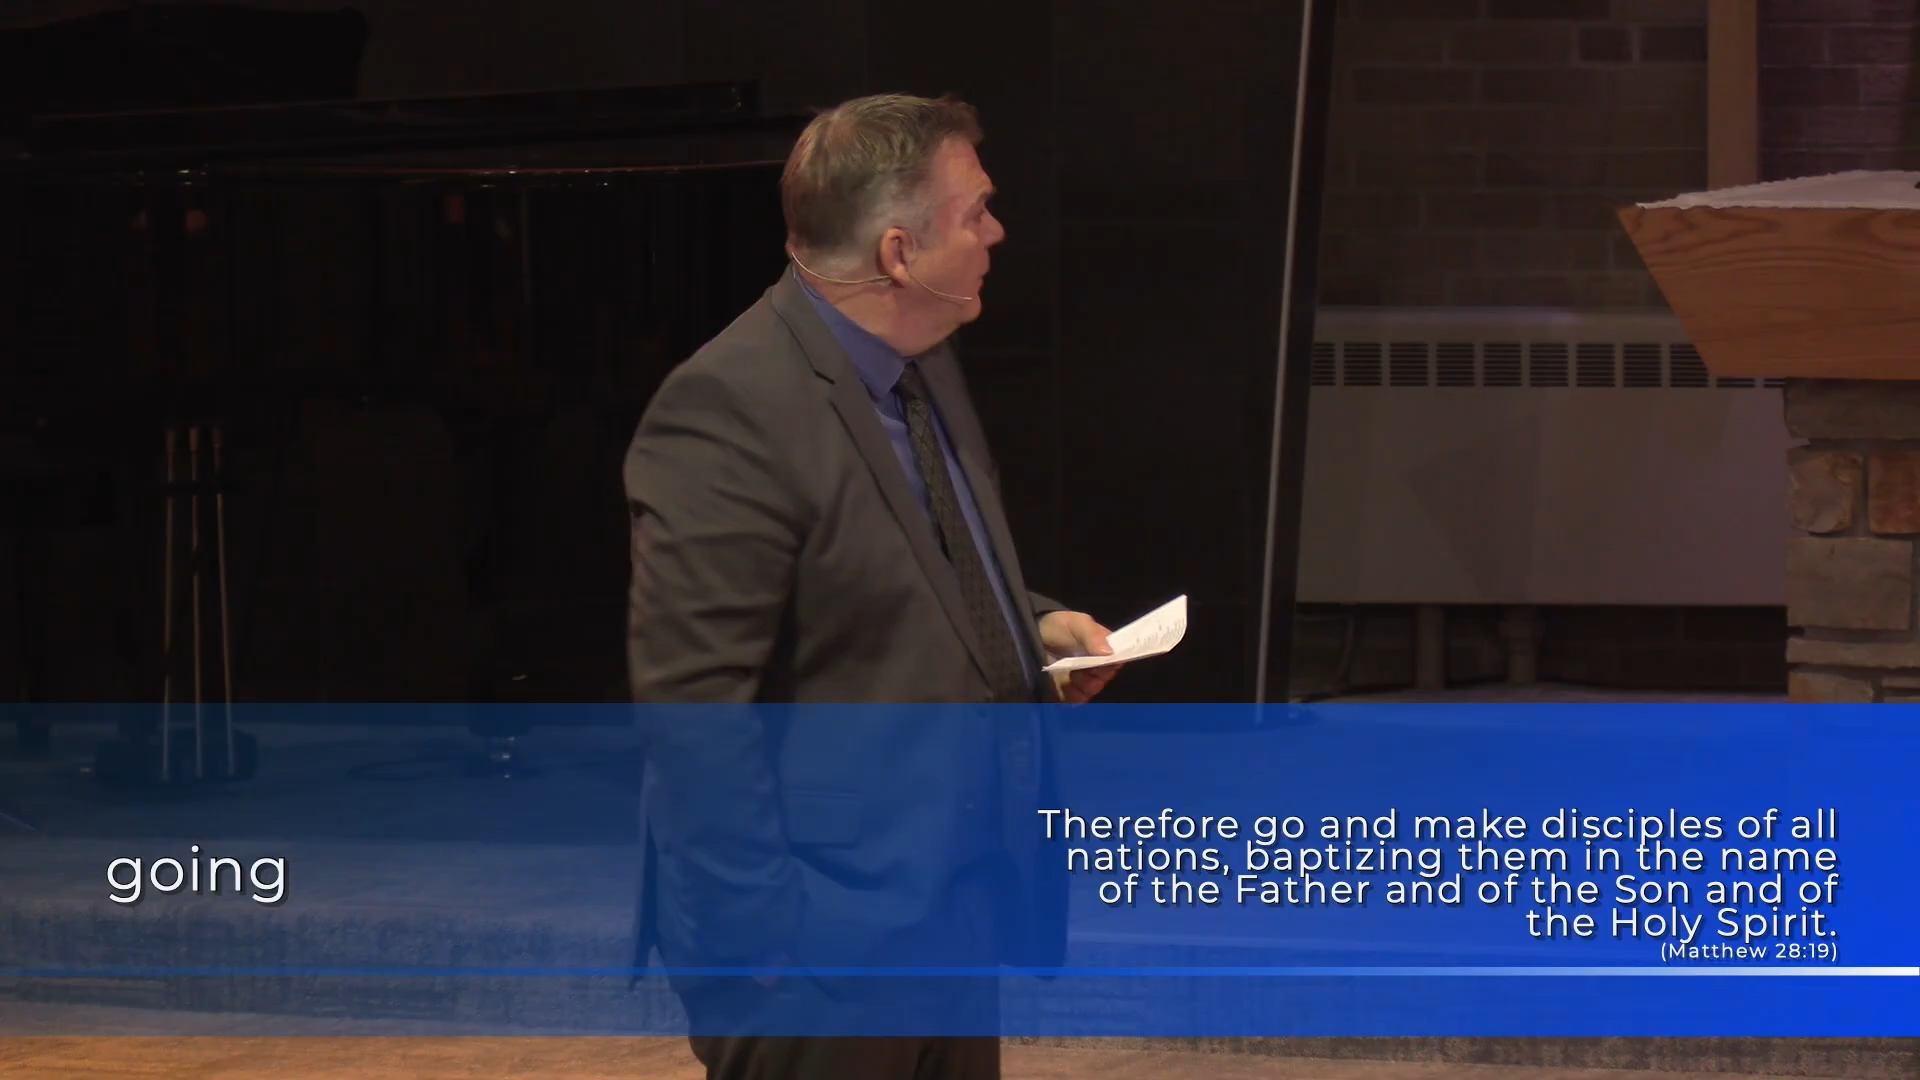 going
Therefore go and make disciples of all
nations, baptizing them in the name
of the Father and of the Son and of
the Holy Spirit.
(Matthew 28:19)